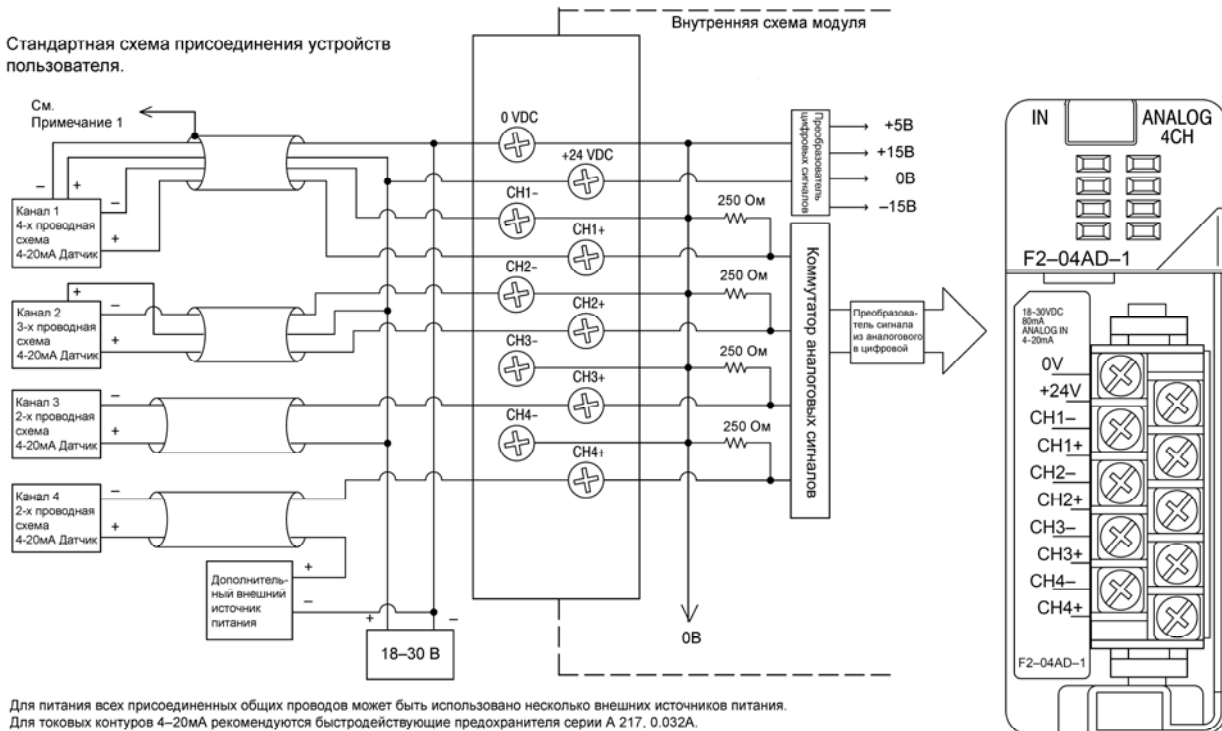 Стандартная схема присоединения устройств
пользователя.
Внутренняя схема модуля
См.
Примечание 1
0 VDC
+24 VDC
CH1-
CH1+
CH2-
CH2+
CH3-
CH3+
CH4-
CH4+
– +
–
+
Канал 1
4-х проводная
схема
4-20мА Датчик
+
–
+
Канал 2
3-х проводная
схема
4-20мА Датчик
–
+
Канал 3
2-х проводная
схема
4-20мА Датчик
–
+
Канал 4
2-х проводная
схема
4-20мА Датчик
Дополнитель-
ный внешний
источник
питания
+
–
+ –
18–30 В
250 Ом
250 Ом
250 Ом
250 Ом
0В
Преобразователь
цифровых сигналов
+5В
+15В
0В
–15В
Коммутатор аналоговых сигналов
Преобразова-
тель сигнала
из аналогового
в цифровой
IN
ANALOG
4CH
F2–04AD–1
18-30VDC
80mA
ANALOG IN
4–20mA
0V
+24V
CH1–
CH1+
CH2–
CH2+
CH3–
CH3+
CH4–
CH4+
F2–04AD–1
Для питания всех присоединенных общих проводов может быть использовано несколько внешних источников питания.
Для токовых контуров 4–20мА рекомендуются быстродействующие предохранителя серии А 217, 0.032А.